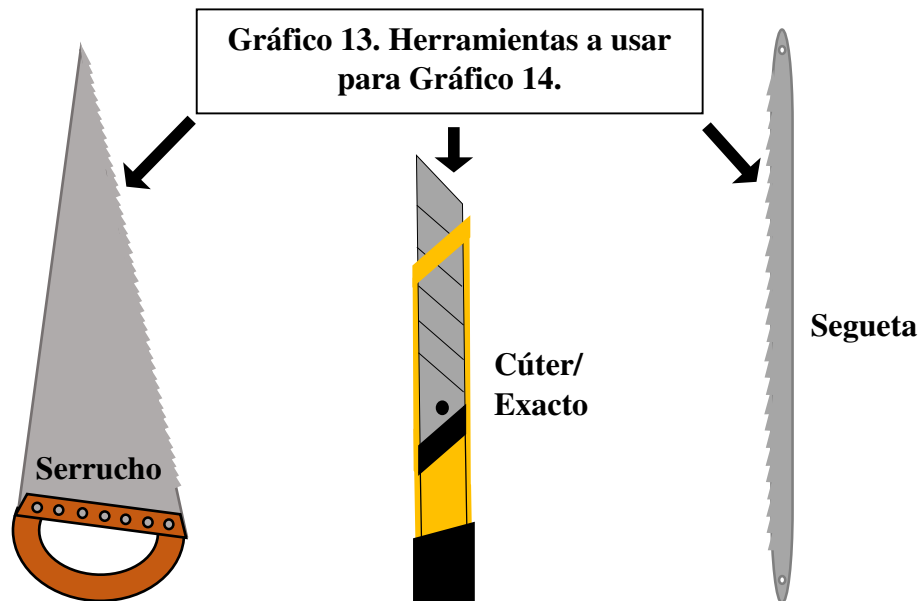 Gráfico 13. Herramientas a usar
para Gráfico 14.
Segueta
Cúter/
Exacto
Serrucho